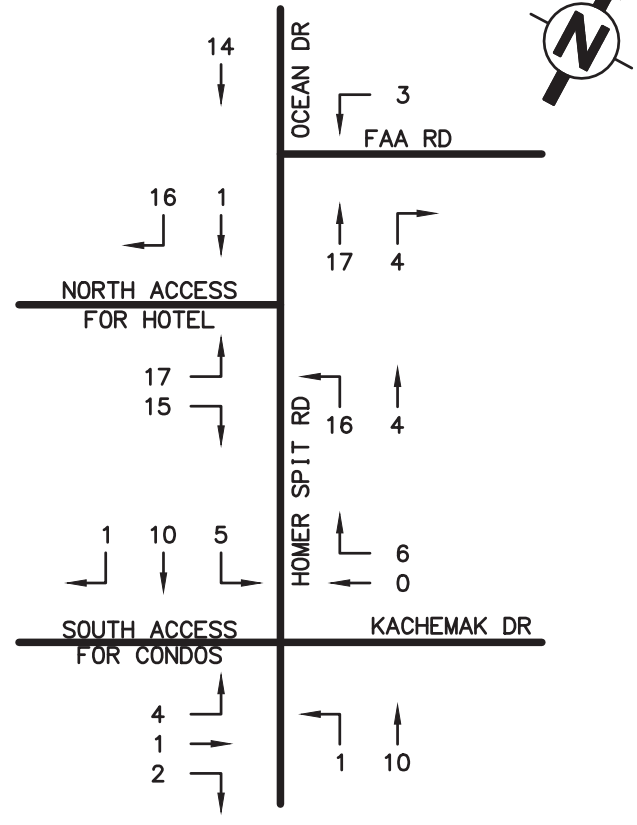 N
14
OCEAN DR
3
FAA RD
16 1
17 4
NORTH ACCESS
FOR HOTEL
17
15
16 4
HOMER SPIT RD
1 10 5
6
0
SOUTH ACCESS
FOR CONDOS
KACHEMAK DR
4
1
2
1 10